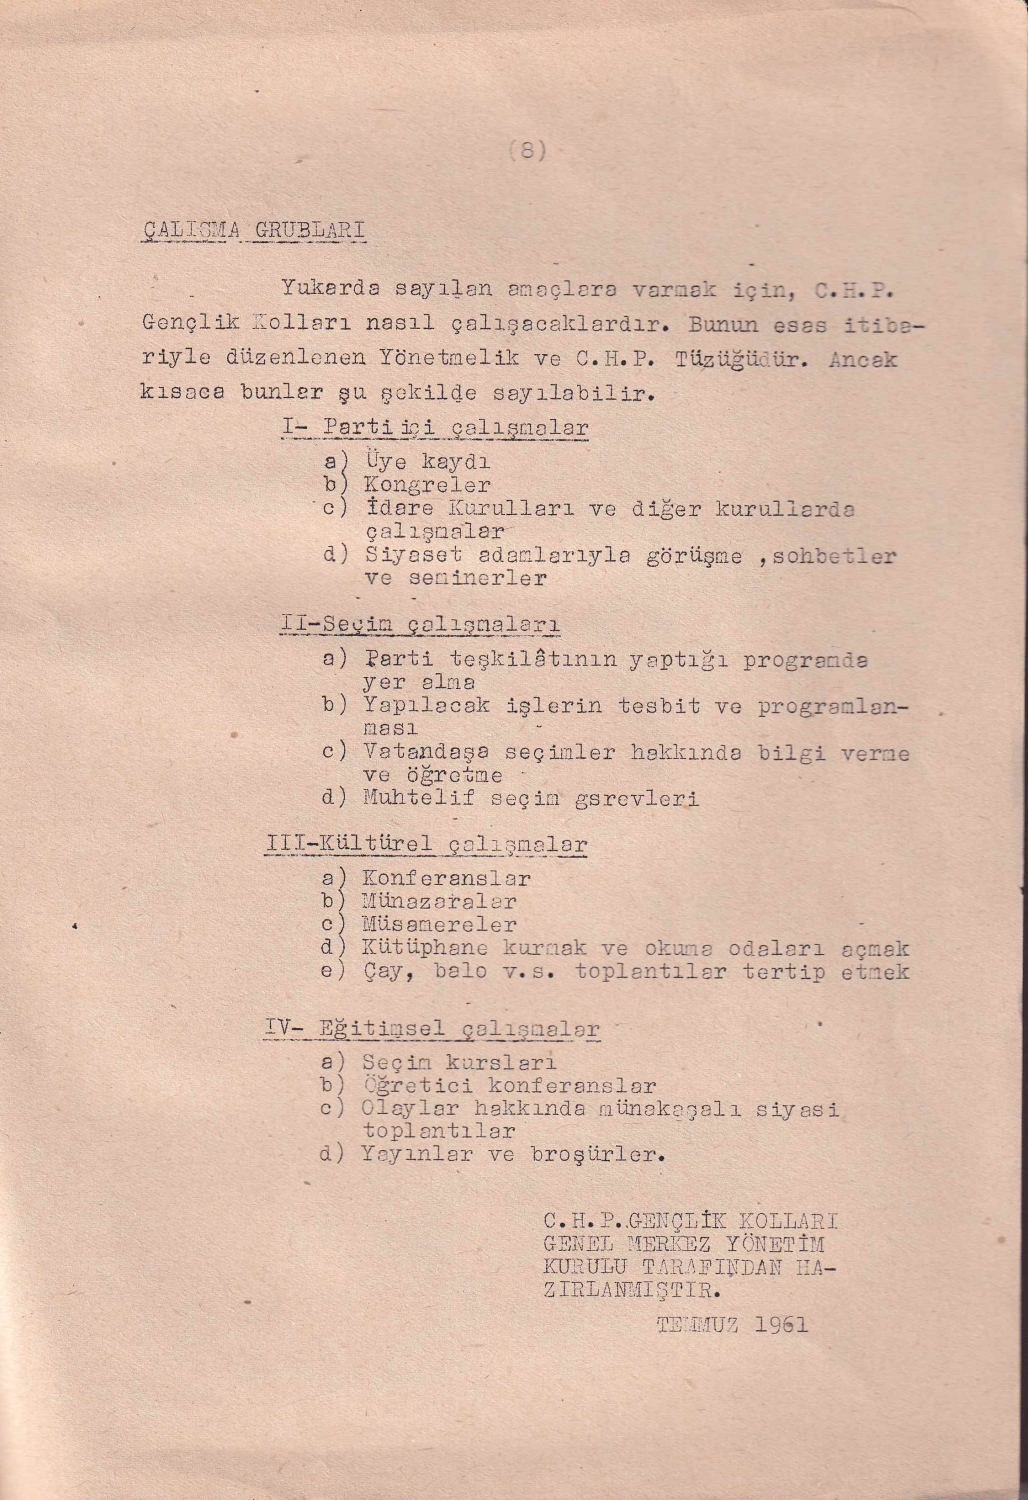 (8)
ÇALIŞMA GRUBLARI
Yukarda sayılan amaçlara varmak için, C.H.P.
Gençlik Kolları nasıl çalışacaklardır. Bunun esas itiba-
riyle düzenlenen Yönetmelik ve C.H.P. Tüzüğüdür. Ancak
kısaca bunlar şu şekilde sayılabilir.
I- Parti içi çalışmalar
a) Üye kaydı
b) Kongreler
c) İdare Kurulları ve diğer kurullarda
çalışmalar
d) Siyaset adamlarıyla görüşme ,sohbetler
ve seminerler
II-Seçim çalışmaları
a) Parti teşkilâtının yaptığı programda
yer alma
b) Yapılacak işlerin tesbit ve programlan-
ması
c) Vatandaşa seçimler hakkında bilgi verme
ve öğretme
d) Muhtelif seçim gsrevleri
III-Kültürel çalışmalar
a) Konferanslar
b) Münazaralar
c) Müsamereler
d) Kütüphane kurmak ve okuma odaları açmak
e) Çay, balo v.s. toplantılar tertip etmek
IV- Eğitimsel çalışmalar
a) Seçim kursları
b) Öğretici konferanslar
c) Olaylar hakkında münakaşalı siyasi
toplantılar
d) Yayınlar ve broşürler.
C.H.P..GENÇLİK KOLLARI
GENEL MERKEZ YÖNETİM
KURULU TARAFINDAN HA-
ZIRLANMIŞTIR.
TEMMUZ 1961